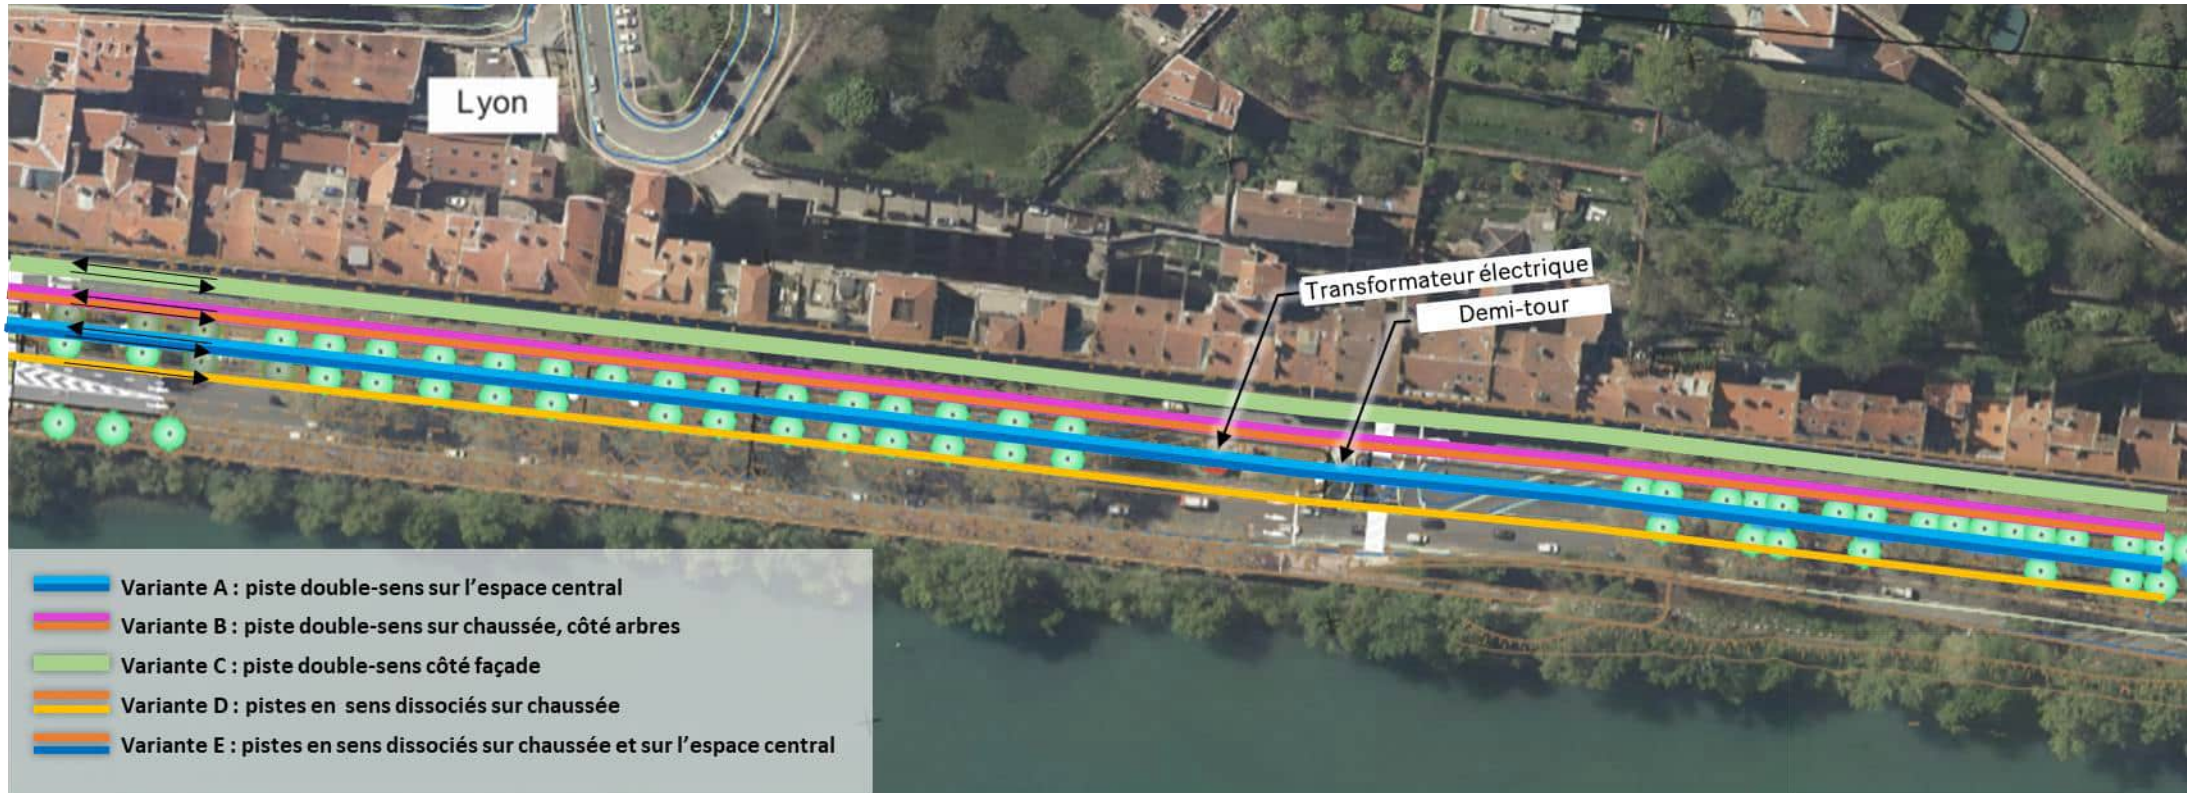 Lyon
Transformateur électrique
Demi-tour
Variante A : piste double-sens sur l'espace central
Variante B : piste double-sens sur chaussée, côté arbres
Variante C : piste double-sens côté façade
Variante D : pistes en sens dissociés sur chaussée
Variante E : pistes en sens dissociés sur chaussée et sur l'espace central